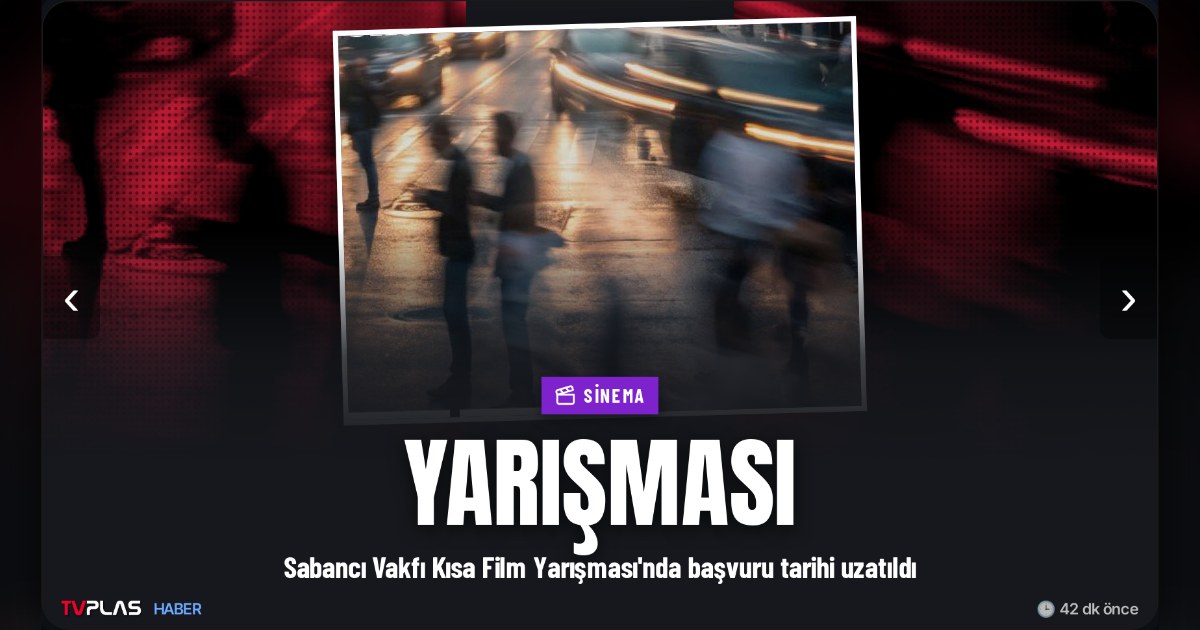 SİNEMA
YARIŞMASI
Sabancı Vakfı Kısa Film Yarışması'nda başvuru tarihi uzatıldı
TVPLAS HABER
42 dk önce